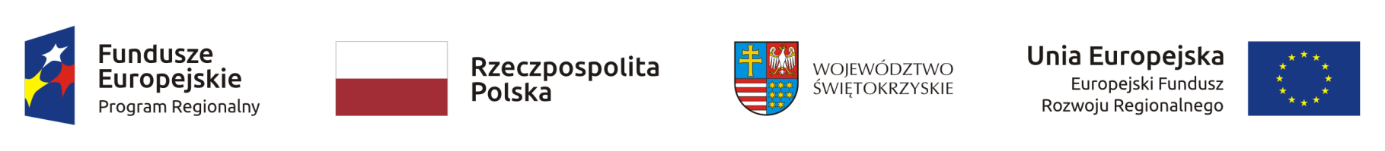 Fundusze
Europejskie
Program Regionalny
Rzeczpospolita
Polska
WOJEWÓDZTWO
ŚWIĘTOKRZYSKIE
Unia Europejska
Europejski Fundusz
Rozwoju Regionalnego